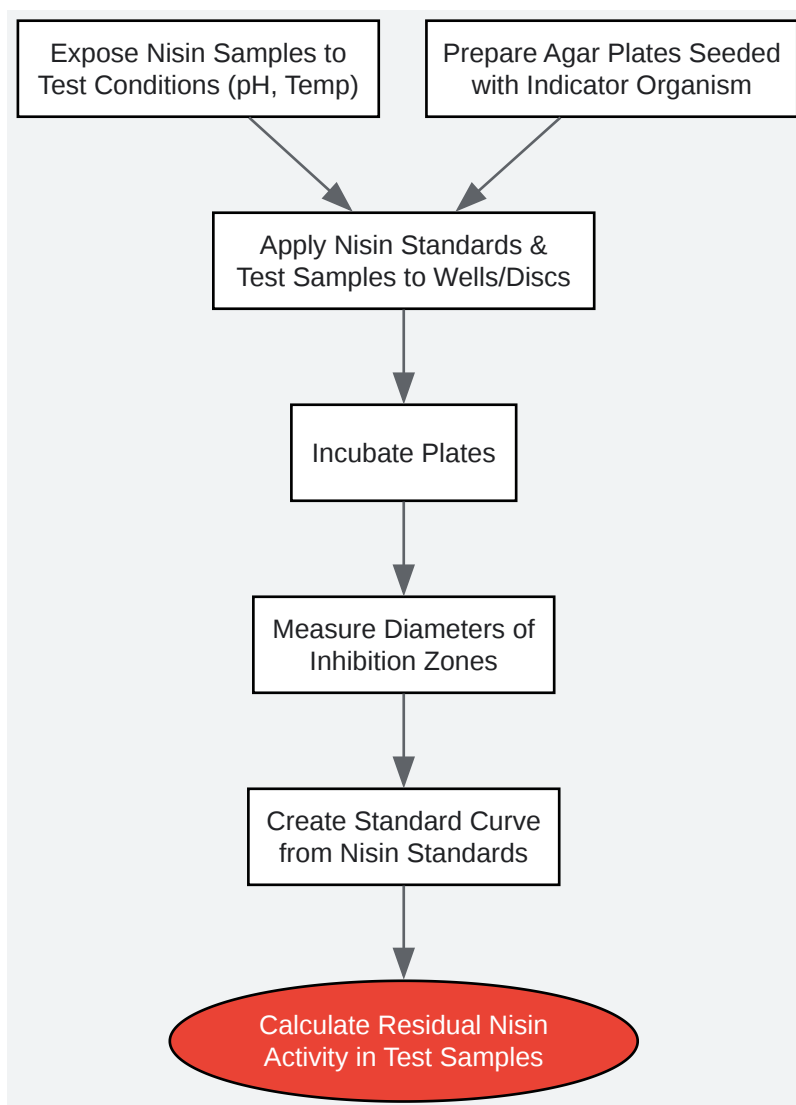 Expose Nisin Samples to
Test Conditions (pH, Temp)
Prepare Agar Plates Seeded
with Indicator Organism
Apply Nisin Standards &
Test Samples to Wells/Discs
Incubate Plates
Measure Diameters of
Inhibition Zones
Create Standard Curve
from Nisin Standards
Calculate Residual Nisin
Activity in Test Samples